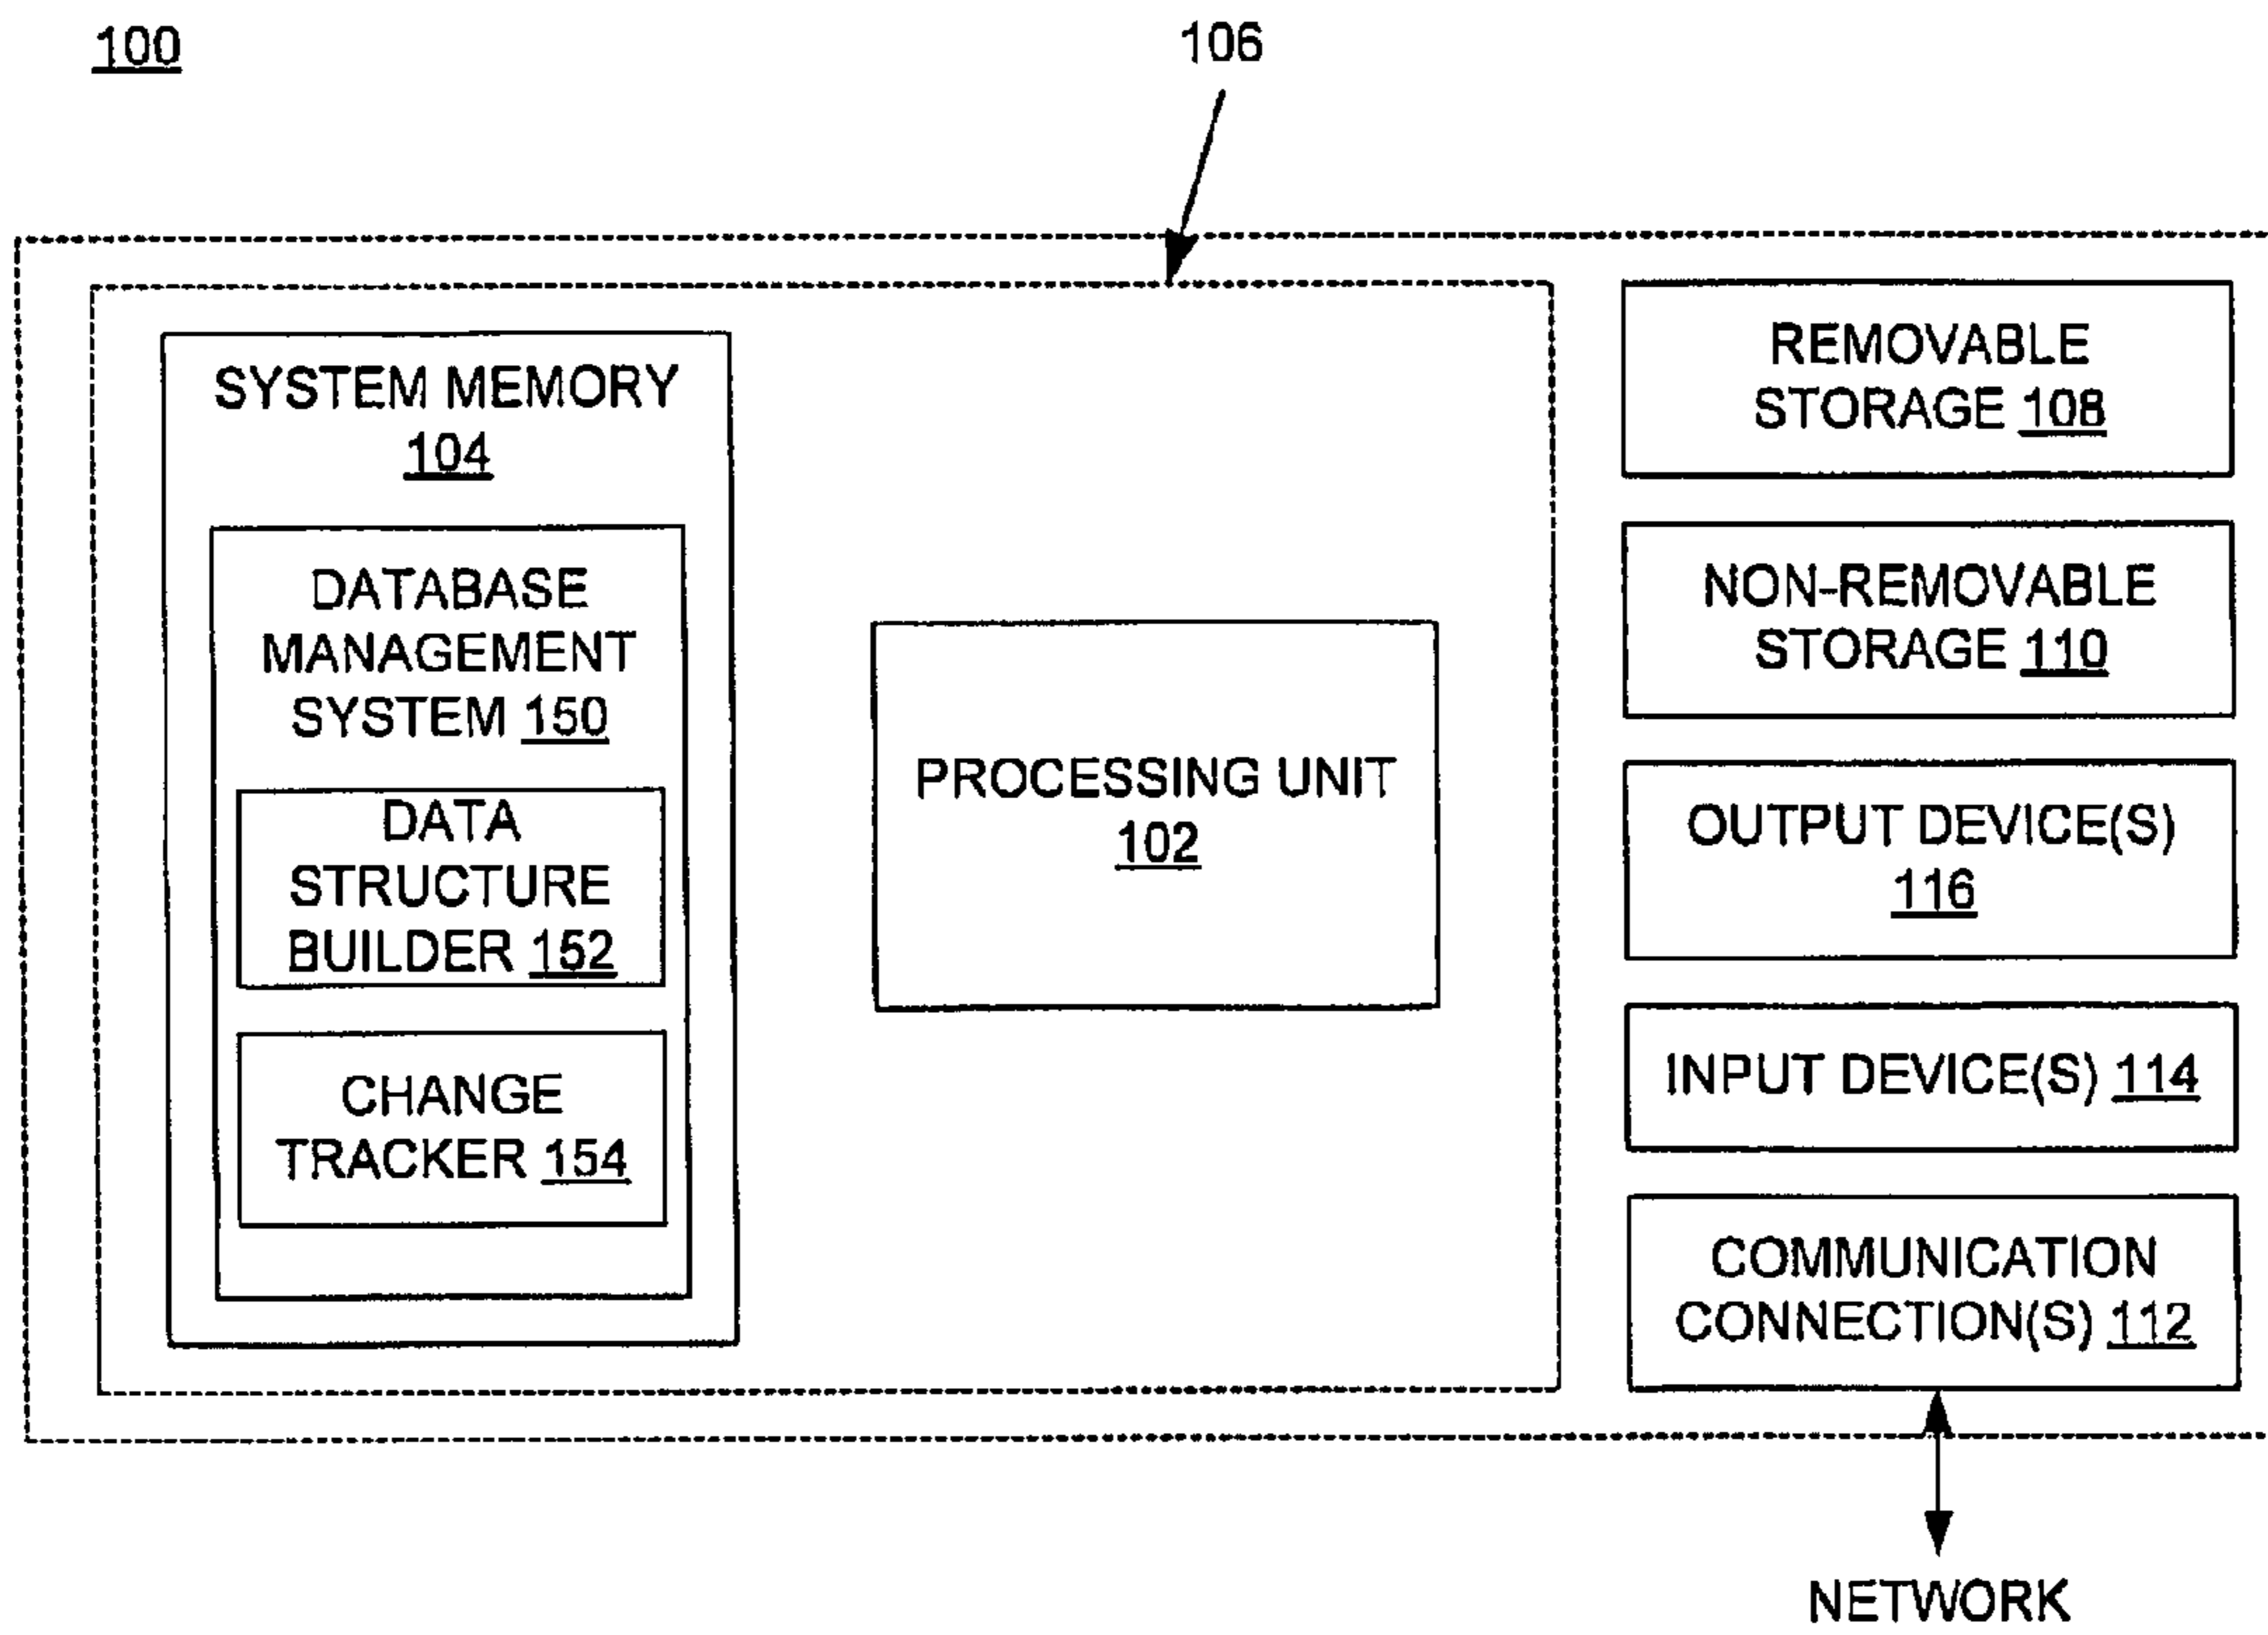 100
106
SYSTEM MEMORY
104
DATABASE
MANAGEMENT
SYSTEM 150
DATA
STRUCTURE
BUILDER 152
CHANGE
TRACKER 154
PROCESSING UNIT
102
REMOVABLE
STORAGE 108
NON-REMOVABLE
STORAGE 110
OUTPUT DEVICE(S)
116
INPUT DEVICE(S) 114
COMMUNICATION
CONNECTION(S) 112
NETWORK